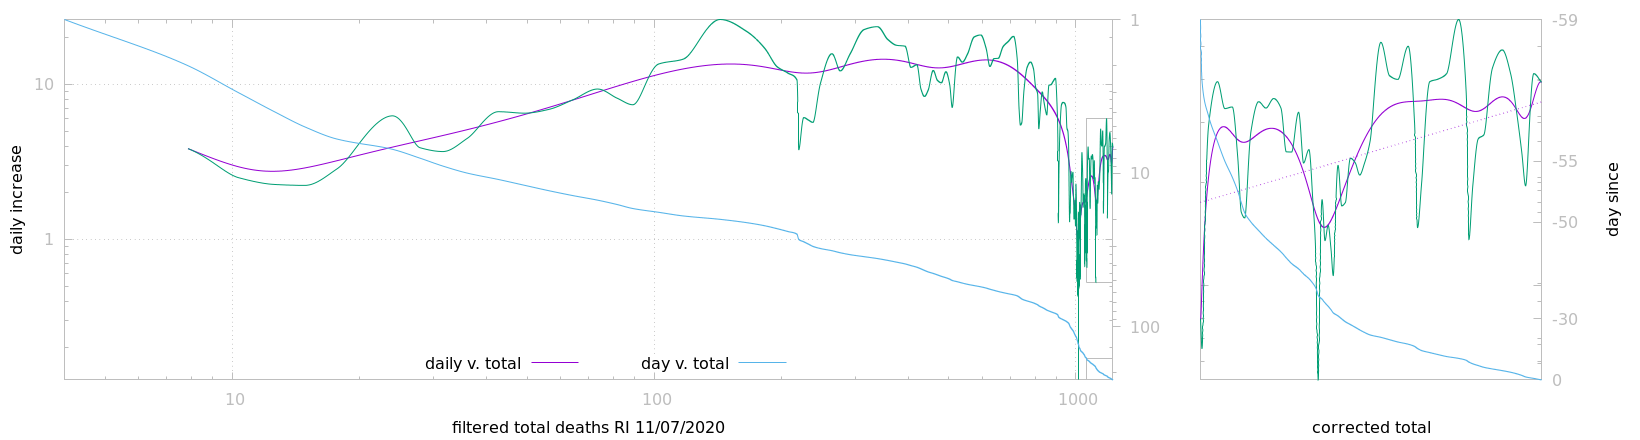 daily increase
10
1
daily v. total
day v. total
10
100
1000
filtered total deaths RI 11/07/2020
1
10
100
-59
-55
-50
-30
0
day since
corrected total